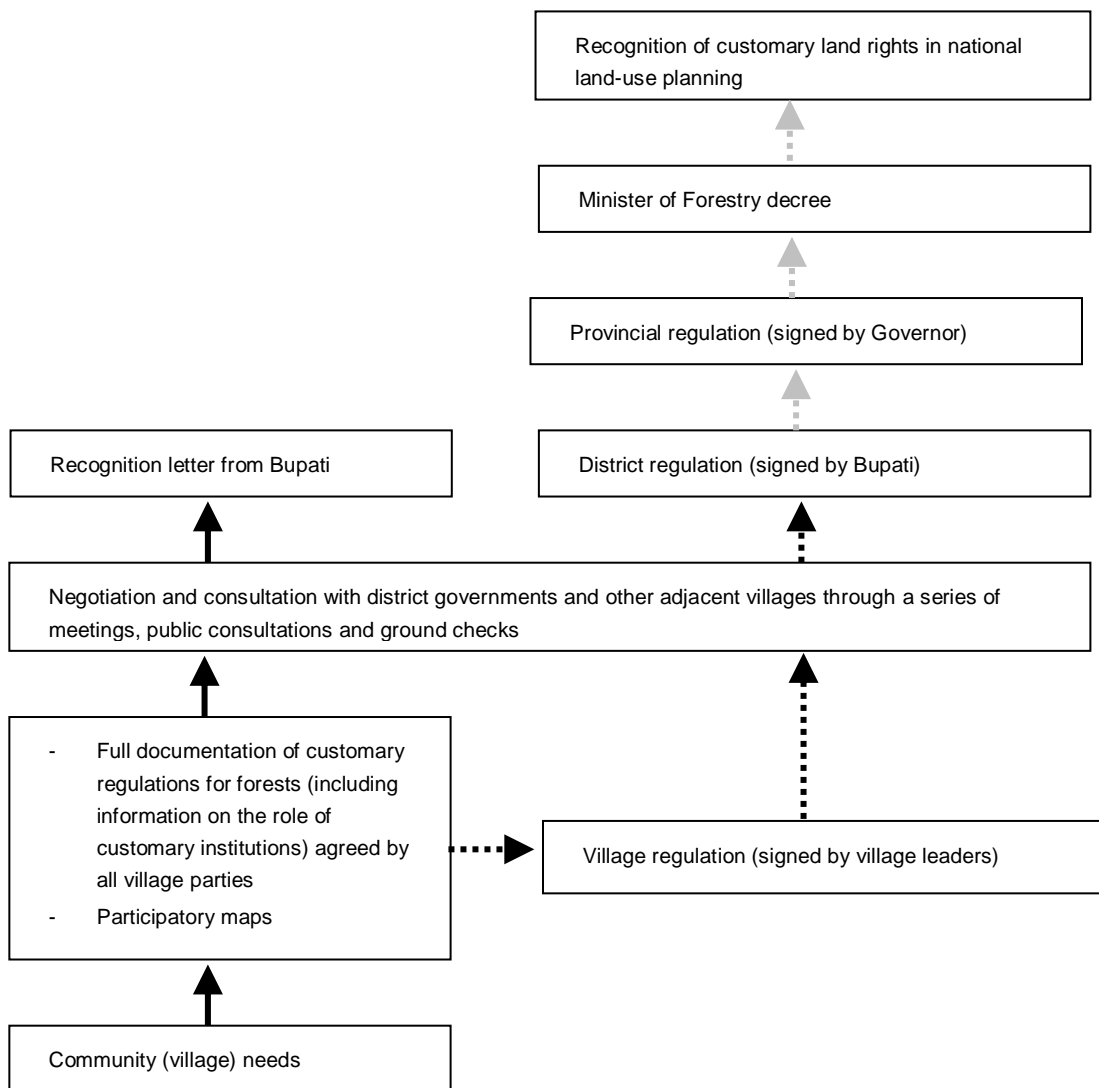 Recognition of customary land rights in national
land-use planning
Minister of Forestry decree
Provincial regulation (signed by Governor)
Recognition letter from Bupati
District regulation (signed by Bupati)
Negotiation and consultation with district governments and other adjacent villages through a series of
meetings, public consultations and ground checks
- Full documentation of customary
regulations for forests (including
information on the role of
customary institutions) agreed by
all village parties
- Participatory maps
Village regulation (signed by village leaders)
Community (village) needs